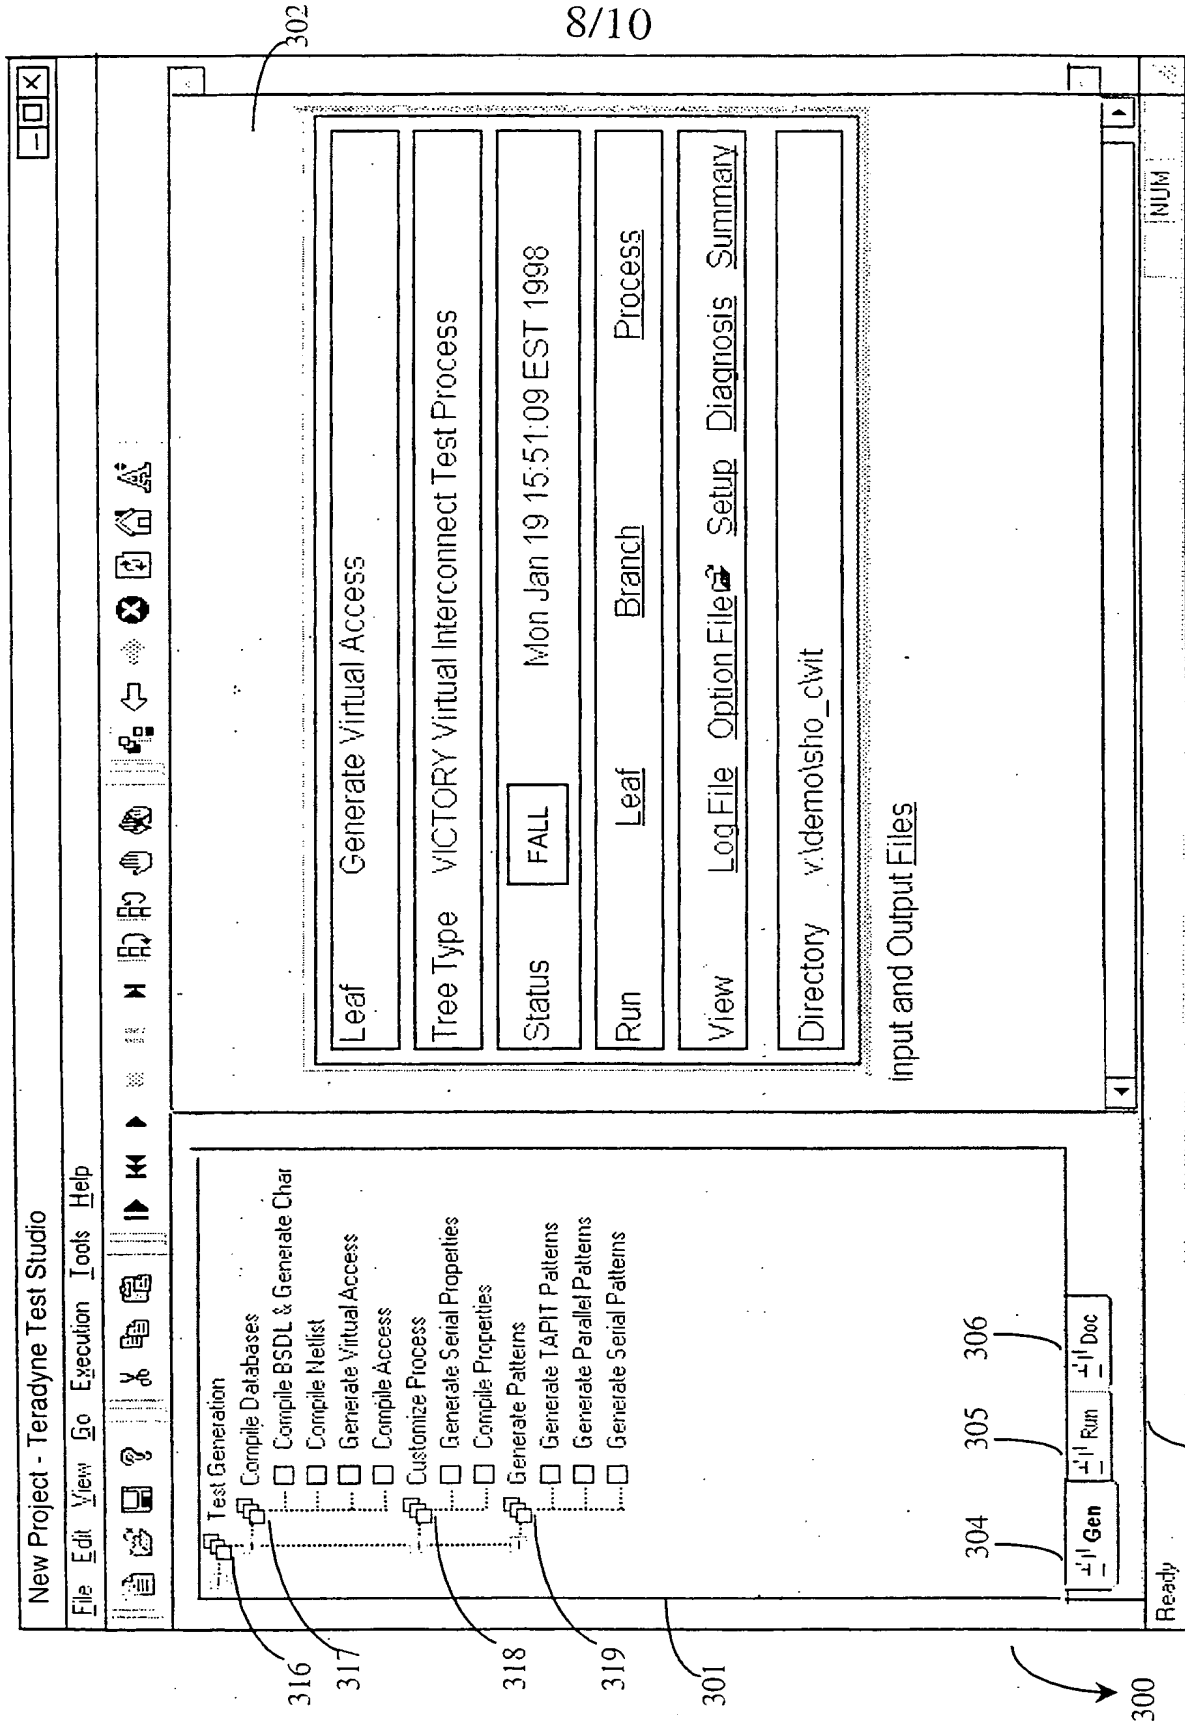 8/10
302
New Project - Teradyne Test Studio
File Edit View Go Execution Tools Help
Test Generation
Compile Databases
Compile BSDL & Generate Char
Compile Netlist
Generate Virtual Access
Compile Access
Customize Process
Generate Serial Properties
Compile Properties
Generate Patterns
Generate TAPIT Patterns
Generate Parallel Patterns
Generate Serial Patterns
Leaf Generate Virtual Access
Tree Type VICTORY Virtual Interconnect Test Process
Status FALL Mon Jan 19 15:51:09 EST 1998
Run Leaf Branch Process
View Log File Option File Setup Diagnosis Summary
Directory v:\demo\sho_c\vit
Input and Output Files
316
317
318
319
301
304
305
306
Gen
Run
Doc
Ready
NUM
300